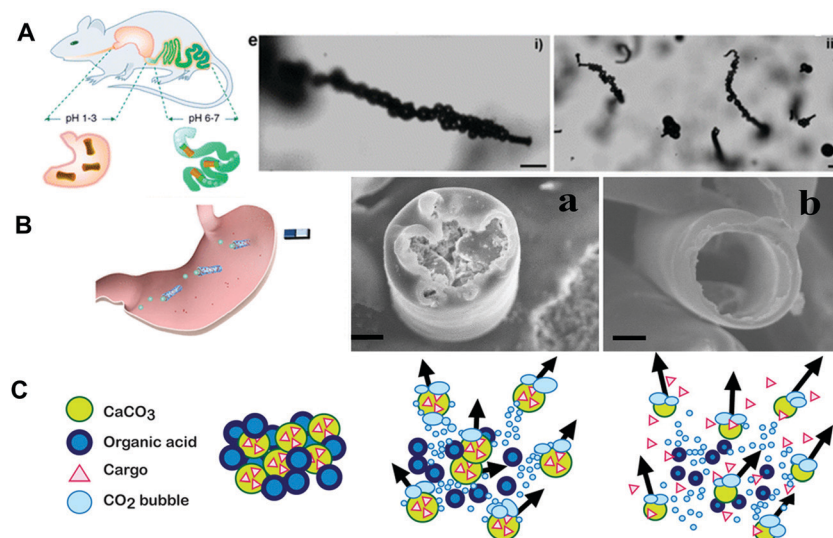 A
pH 1-3
pH 6-7
e
i)
ii
B
a
b
C
CaCO3
Organic acid
Cargo
CO2 bubble